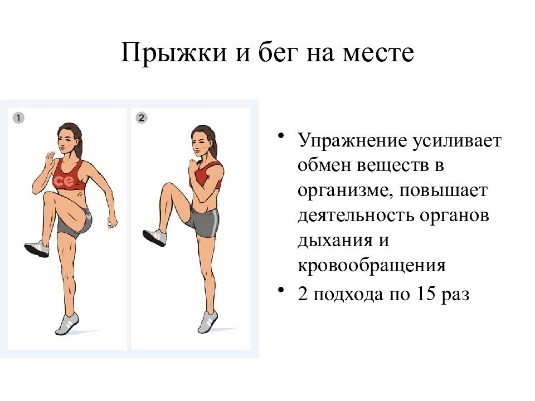 Прыжки и бег на месте
1
2
ce
• Упражнение усиливает
обмен веществ в
организме, повышает
деятельность органов
дыхания и
кровообращения
• 2 подхода по 15 раз